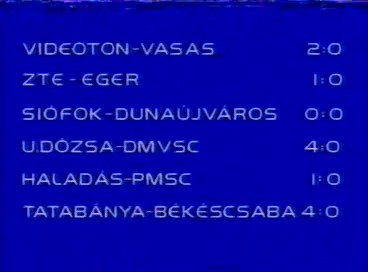 VIDEOTON-VASAS 2:0
ZTE - EGER 1:0
SIÓFOK-DUNAÚJVÁROS 0:0
U.DÓZSA-DMVSC 4:0
HALADÁS-PMSC 1:0
TATABÁNYA-BÉKÉSCSABA 4:0